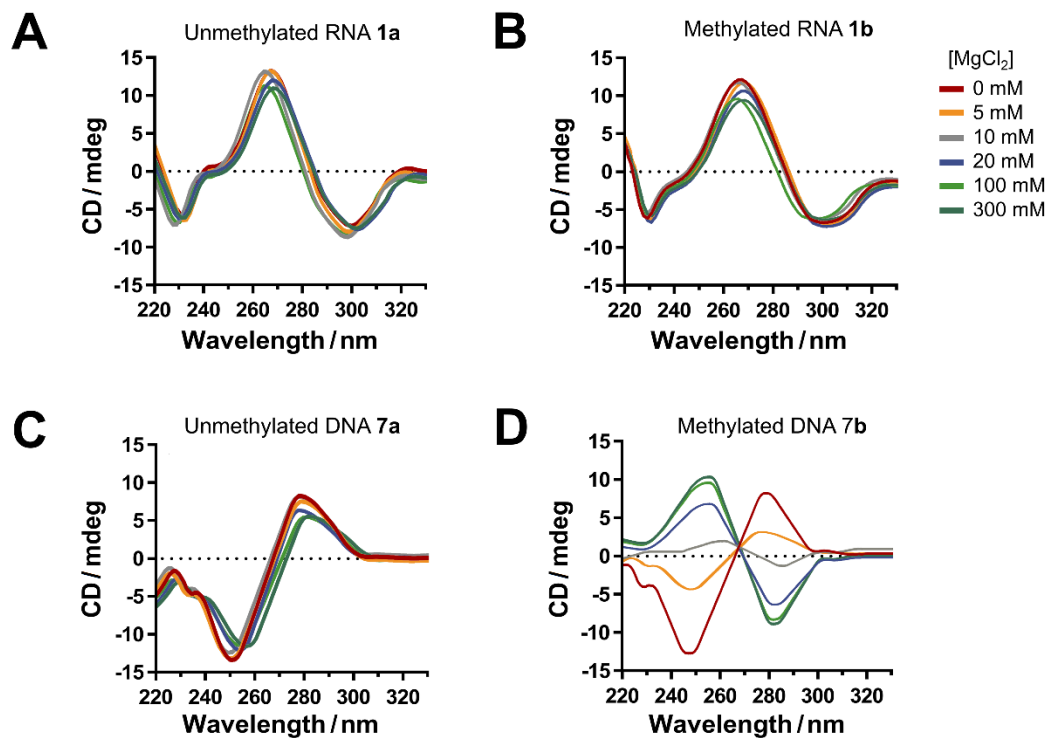 A
Unmethylated RNA 1a
CD / mdeg
15
10
5
0
-5
-10
-15
220 240 260 280 300 320
Wavelength / nm
B
Methylated RNA 1b
CD / mdeg
15
10
5
0
-5
-10
-15
220 240 260 280 300 320
Wavelength / nm
[MgCl₂]
0 mM
5 mM
10 mM
20 mM
100 mM
300 mM
C
Unmethylated DNA 7a
CD / mdeg
15
10
5
0
-5
-10
-15
220 240 260 280 300 320
Wavelength / nm
D
Methylated DNA 7b
CD / mdeg
15
10
5
0
-5
-10
-15
220 240 260 280 300 320
Wavelength / nm